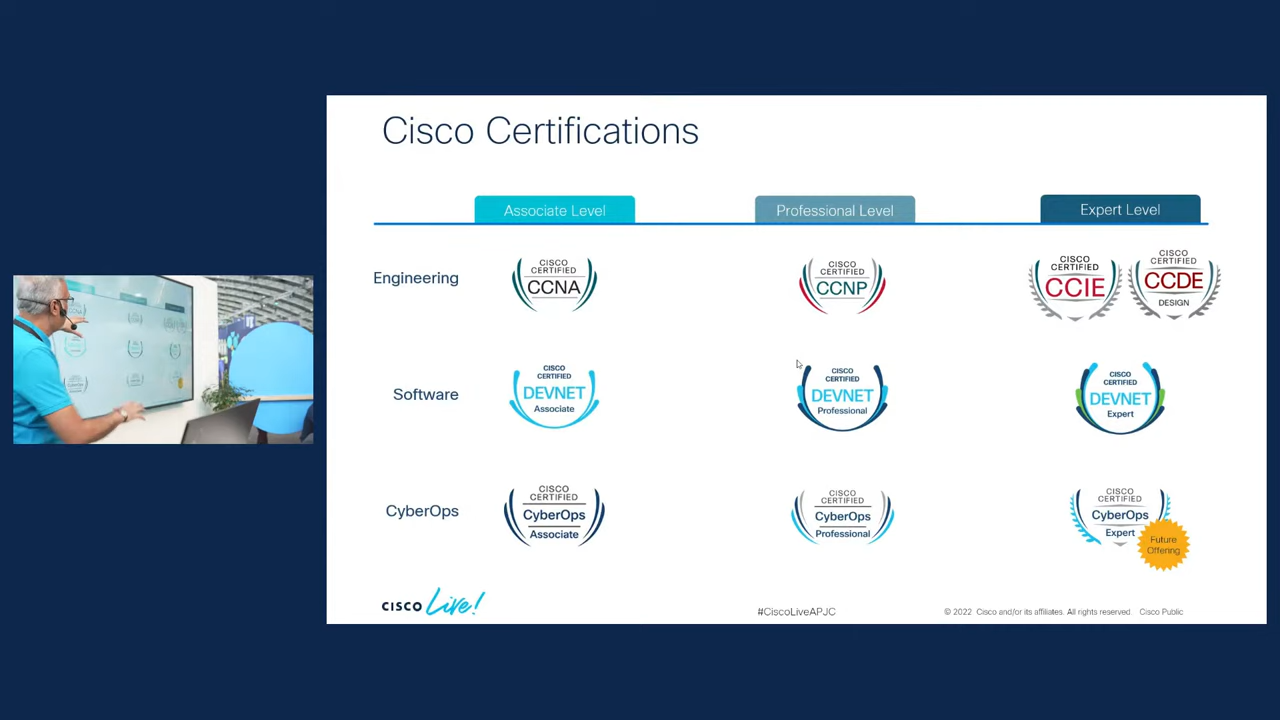 Cisco Certifications
Associate Level
Professional Level
Expert Level
Engineering
CISCO
CERTIFIED
CCNA
CISCO
CERTIFIED
CCNP
CISCO
CERTIFIED
CCIE
CISCO
CERTIFIED
CCDE
DESIGN
Software
CISCO
CERTIFIED
DEVNET
Associate
CISCO
CERTIFIED
DEVNET
Professional
CISCO
CERTIFIED
DEVNET
Expert
CyberOps
CISCO
CERTIFIED
CyberOps
Associate
CISCO
CERTIFIED
CyberOps
Professional
CISCO
CERTIFIED
CyberOps
Expert
Future
Offering
CISCO Live!
#CiscoLiveAPJC
© 2022 Cisco and/or its affiliates. All rights reserved. Cisco Public